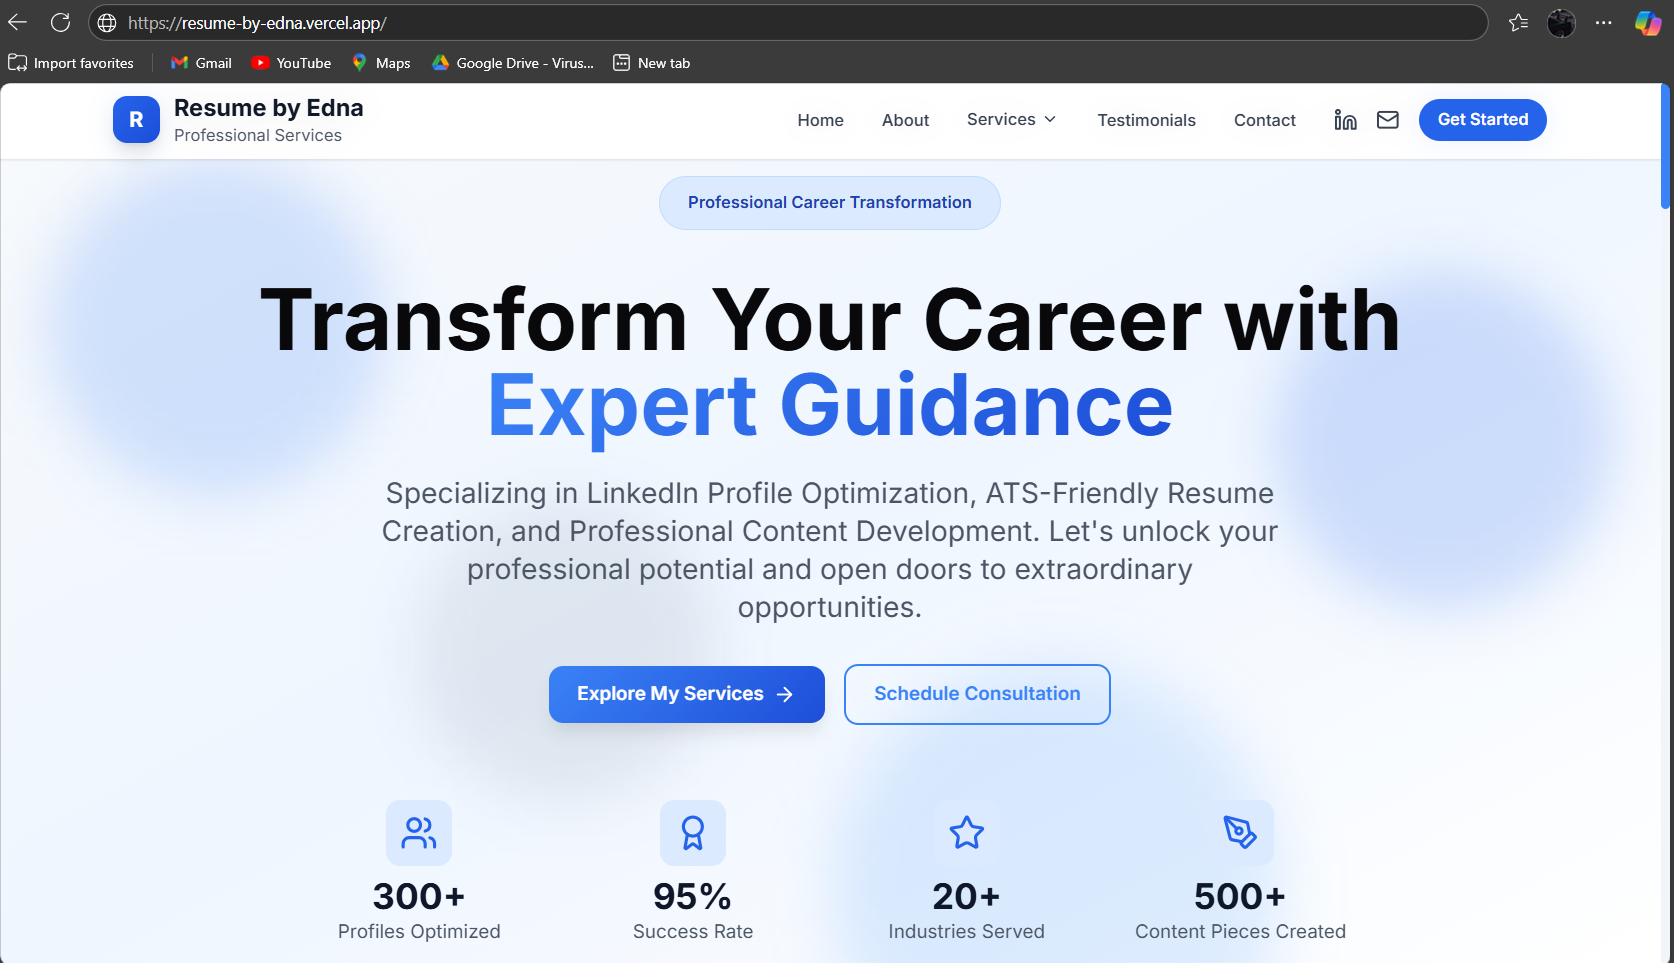 https://resume-by-edna.vercel.app/
Import favorites
Gmail
YouTube
Maps
Google Drive - Virus...
New tab
R
Resume by Edna
Professional Services
Home
About
Services
Testimonials
Contact
Get Started
Professional Career Transformation
Transform Your Career with
Expert Guidance
Specializing in LinkedIn Profile Optimization, ATS-Friendly Resume
Creation, and Professional Content Development. Let's unlock your
professional potential and open doors to extraordinary
opportunities.
Explore My Services
Schedule Consultation
300+
Profiles Optimized
95%
Success Rate
20+
Industries Served
500+
Content Pieces Created